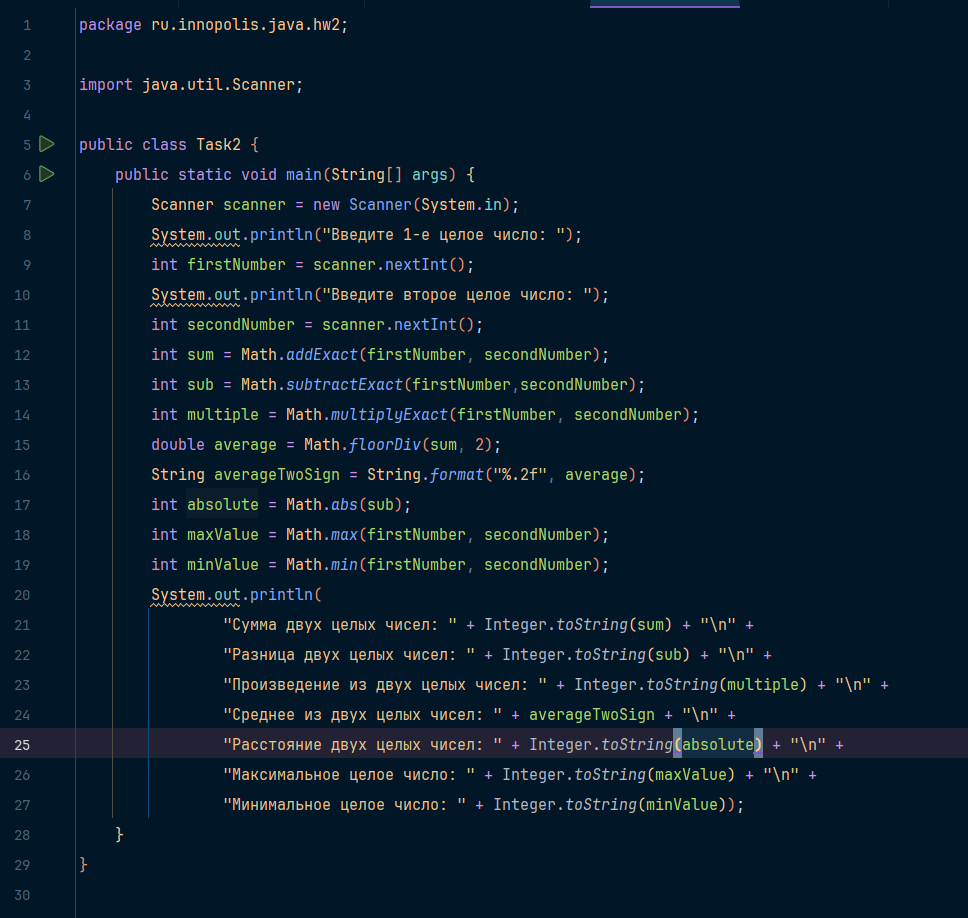 1 package ru.innopolis.java.hw2;
2
3 import java.util.Scanner;
4
5 public class Task2 {
6     public static void main(String[] args) {
7         Scanner scanner = new Scanner(System.in);
8         System.out.println("Введите 1-е целое число: ");
9         int firstNumber = scanner.nextInt();
10         System.out.println("Введите второе целое число: ");
11         int secondNumber = scanner.nextInt();
12         int sum = Math.addExact(firstNumber, secondNumber);
13         int sub = Math.subtractExact(firstNumber,secondNumber);
14         int multiple = Math.multiplyExact(firstNumber, secondNumber);
15         double average = Math.floorDiv(sum, 2);
16         String averageTwoSign = String.format("%.2f", average);
17         int absolute = Math.abs(sub);
18         int maxValue = Math.max(firstNumber, secondNumber);
19         int minValue = Math.min(firstNumber, secondNumber);
20         System.out.println(
21                 "Сумма двух целых чисел: " + Integer.toString(sum) + "\n" +
22                 "Разница двух целых чисел: " + Integer.toString(sub) + "\n" +
23                 "Произведение из двух целых чисел: " + Integer.toString(multiple) + "\n" +
24                 "Среднее из двух целых чисел: " + averageTwoSign + "\n" +
25                 "Расстояние двух целых чисел: " + Integer.toString(absolute) + "\n" +
26                 "Максимальное целое число: " + Integer.toString(maxValue) + "\n" +
27                 "Минимальное целое число: " + Integer.toString(minValue));
28     }
29 }
30